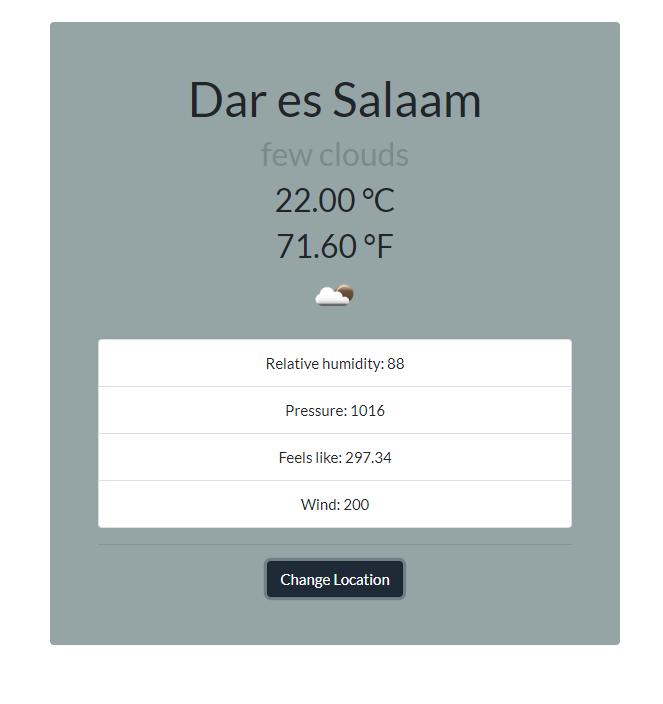 Dar es Salaam
few clouds
22.00 °C
71.60 °F
Relative humidity: 88
Pressure: 1016
Feels like: 297.34
Wind: 200
Change Location